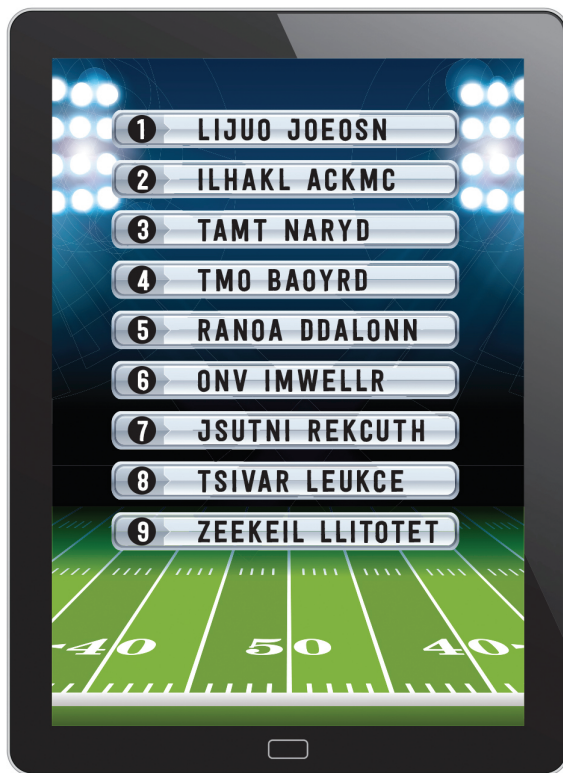 1 LIJUO JOEOSN
2 ILHAKL ACKMC
3 TAMT NARYD
4 TMO BAOYRD
5 RANOA DDALONN
6 ONV IMWELLR
7 JSUTNI REKCUTH
8 TSIVAR LEUKCE
9 ZEEKEIL LLITOTET
-40 50 40-